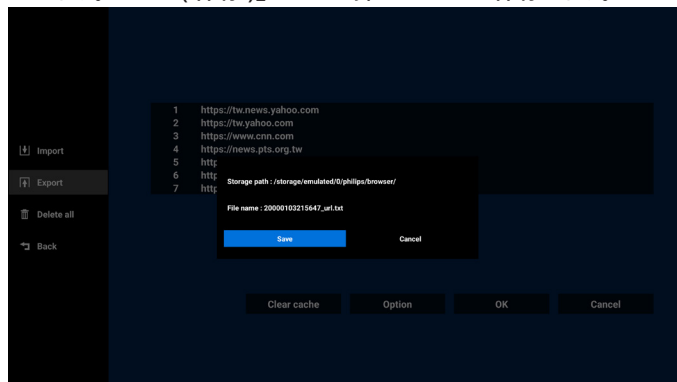 Import
Export
Delete all
Back
1 https://tw.news.yahoo.com
2 https://tw.yahoo.com
3 https://www.cnn.com
4 https://news.pts.org.tw
5 http
6 http
7 http
Storage path : /storage/emulated/0/philips/browser/
File name : 20000103215647_url.txt
Save Cancel
Clear cache Option OK Cancel